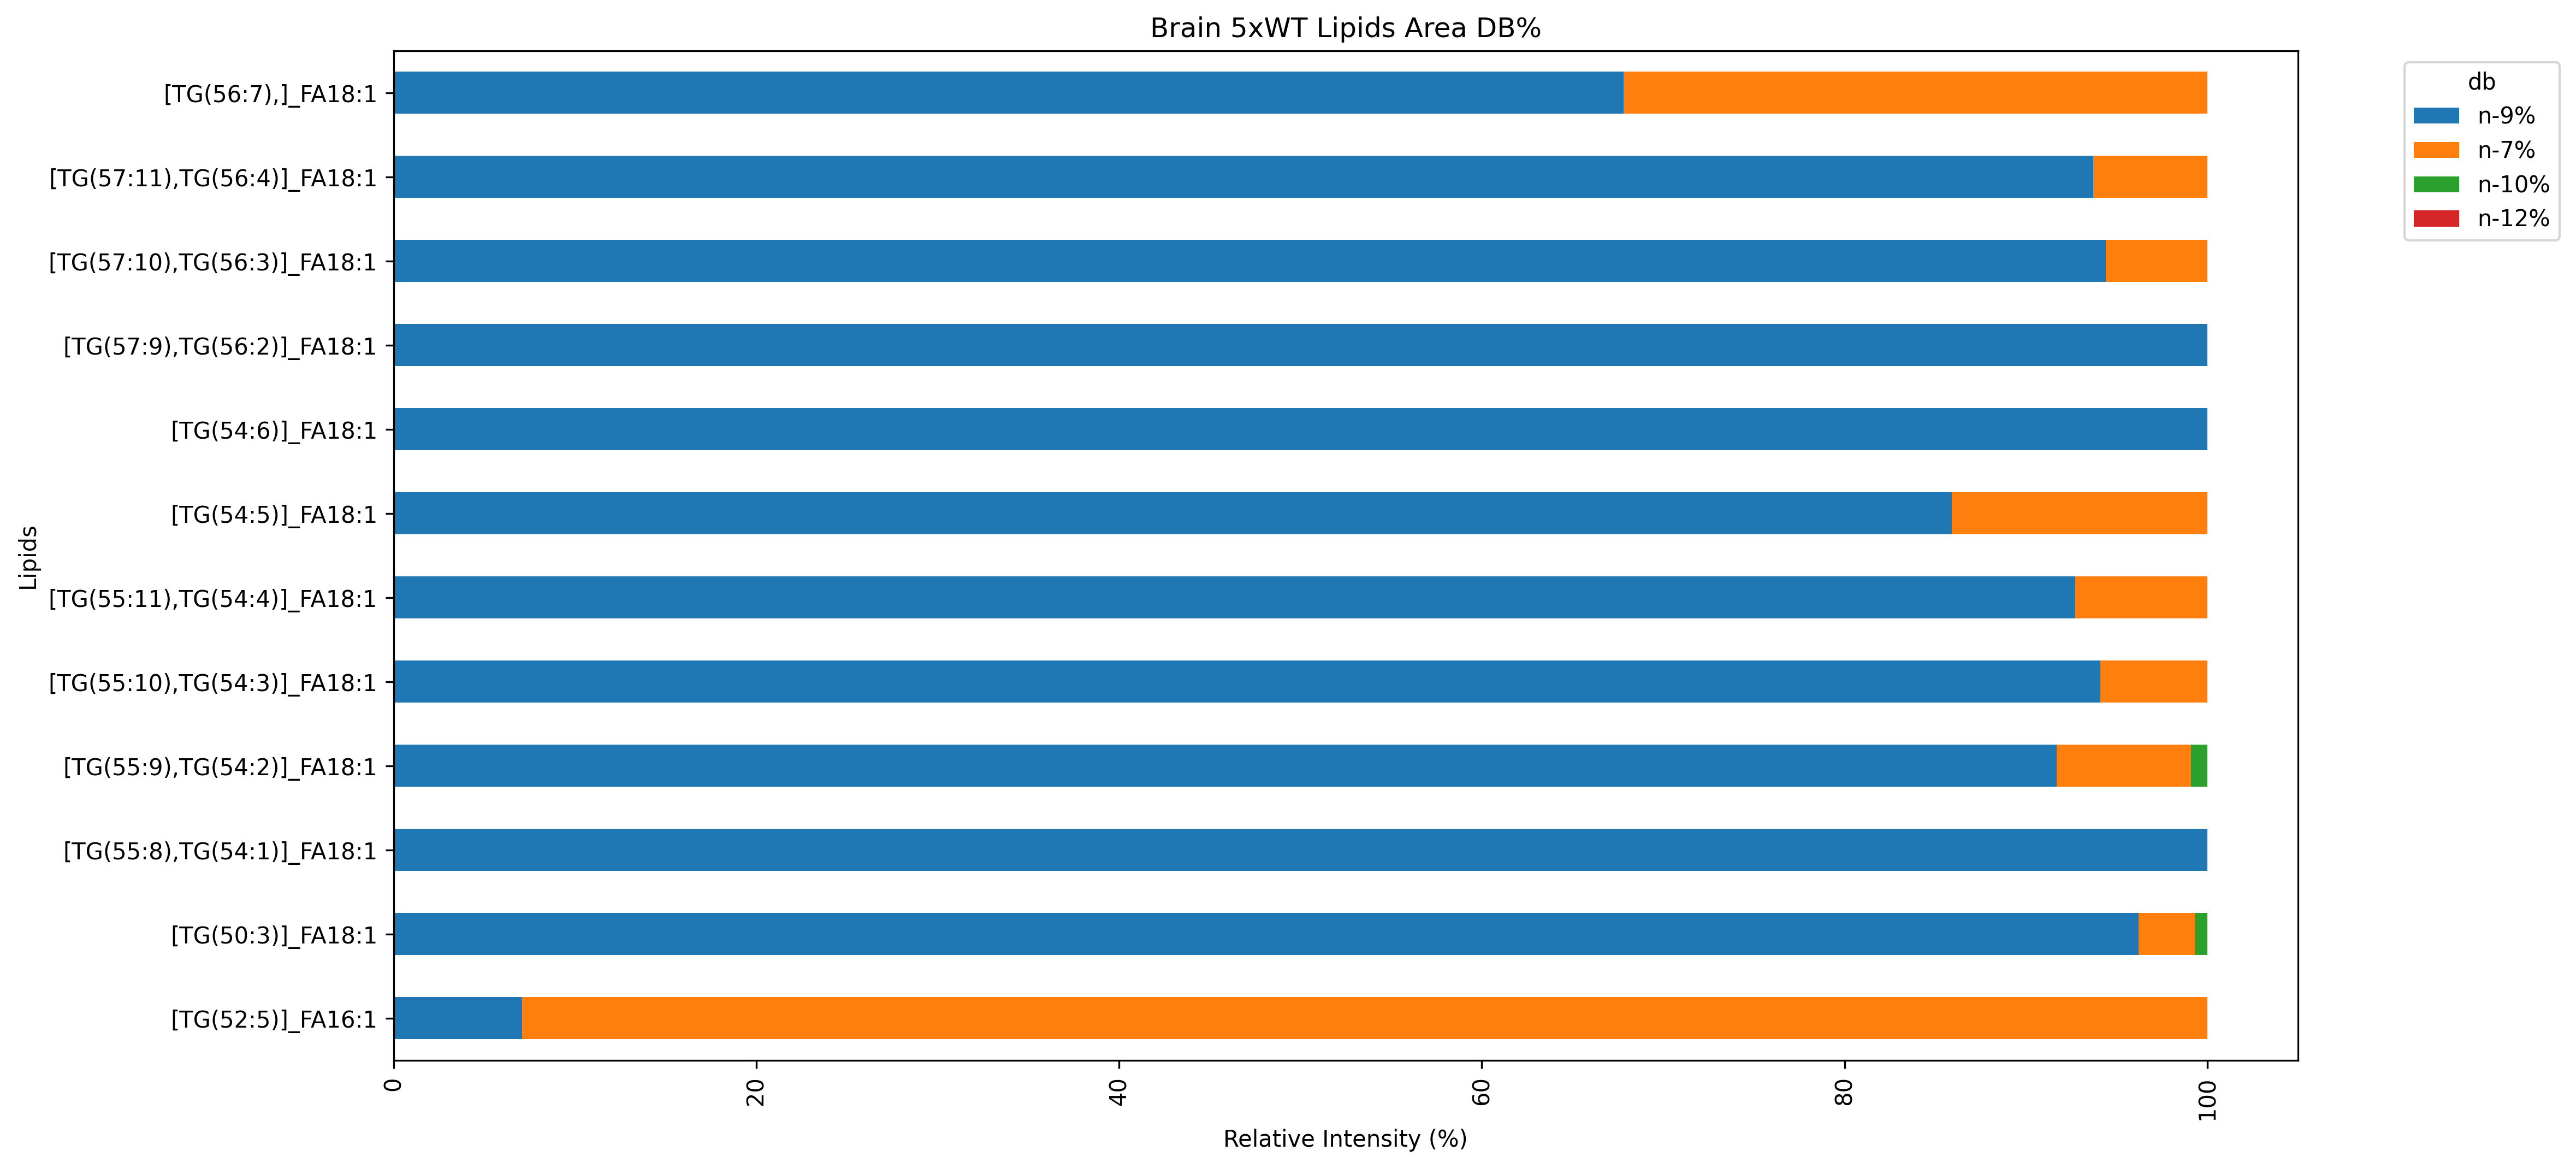 Brain 5xWT Lipids Area DB%
[TG(56:7),]_FA18:1
[TG(57:11),TG(56:4)]_FA18:1
[TG(57:10),TG(56:3)]_FA18:1
[TG(57:9),TG(56:2)]_FA18:1
[TG(54:6)]_FA18:1
[TG(54:5)]_FA18:1
[TG(55:11),TG(54:4)]_FA18:1
[TG(55:10),TG(54:3)]_FA18:1
[TG(55:9),TG(54:2)]_FA18:1
[TG(55:8),TG(54:1)]_FA18:1
[TG(50:3)]_FA18:1
[TG(52:5)]_FA16:1
Lipids
0
20
40
60
80
100
Relative Intensity (%)
db
n-9%
n-7%
n-10%
n-12%